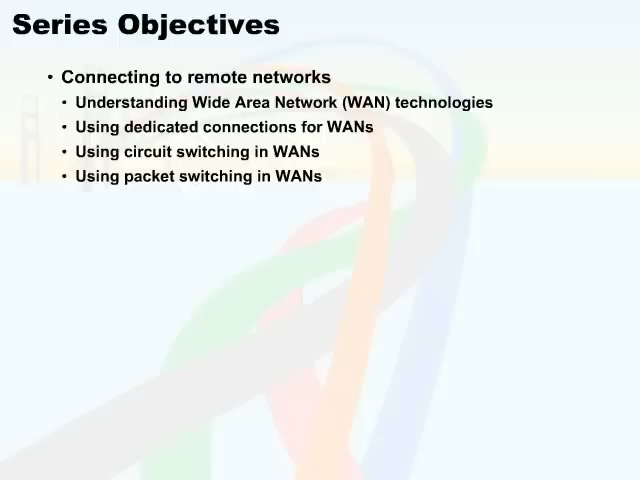 Series Objectives
• Connecting to remote networks
• Understanding Wide Area Network (WAN) technologies
• Using dedicated connections for WANs
• Using circuit switching in WANs
• Using packet switching in WANs